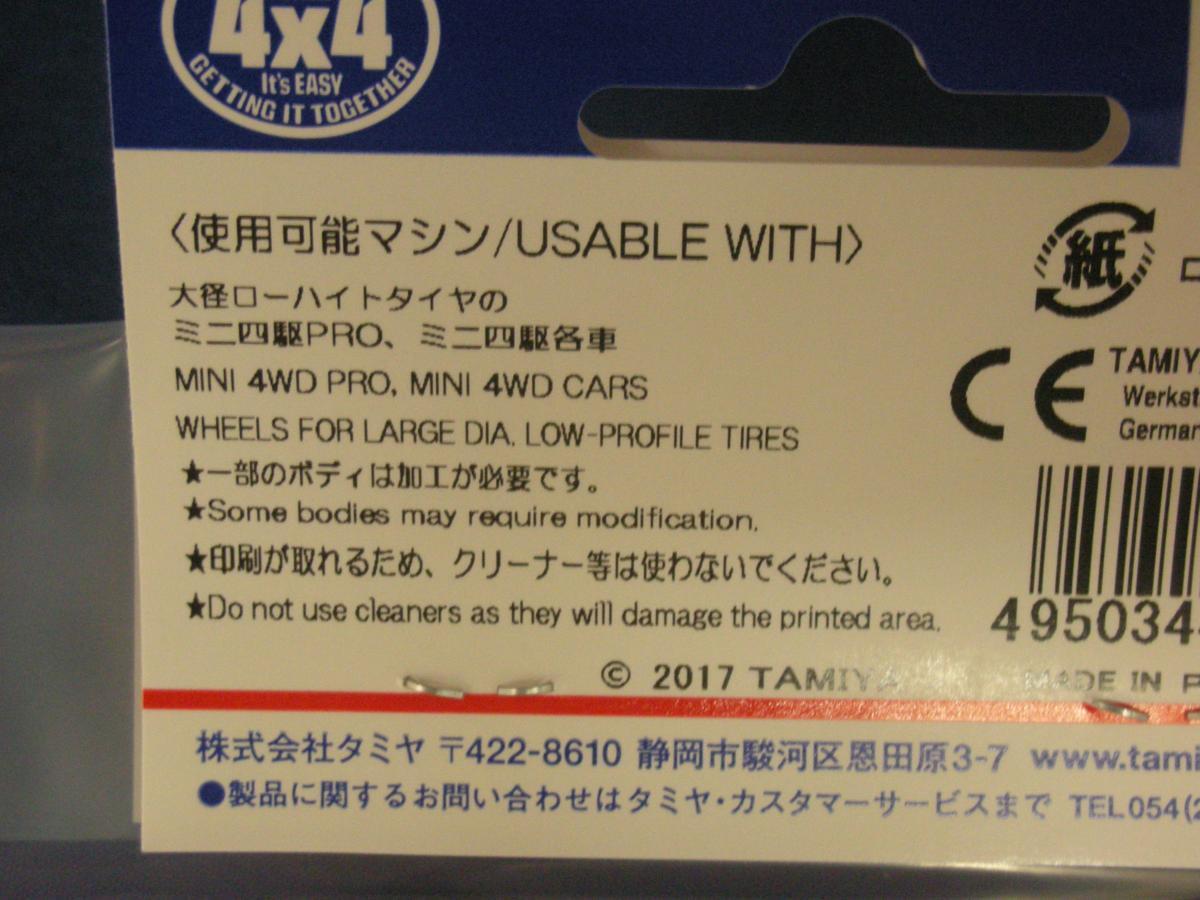 4x4
It's EASY
GETTING IT TOGETHER
〈使用可能マシン/USABLE WITH〉
大径ローハイトタイヤの
ミニ四駆PRO、ミニ四駆各車
MINI 4WD PRO, MINI 4WD CARS
WHEELS FOR LARGE DIA. LOW-PROFILE TIRES
★一部のボディは加工が必要です。
★Some bodies may require modification.
★印刷が取れるため、クリーナー等は使わないでください。
★Do not use cleaners as they will damage the printed area.
紙
CE
TAMIY
Werkst
German
495034
© 2017 TAMIYA
MADE IN P
株式会社タミヤ 〒422-8610 静岡市駿河区恩田原3-7 www.tami
●製品に関するお問い合わせはタミヤ・カスタマーサービスまで TEL054(2